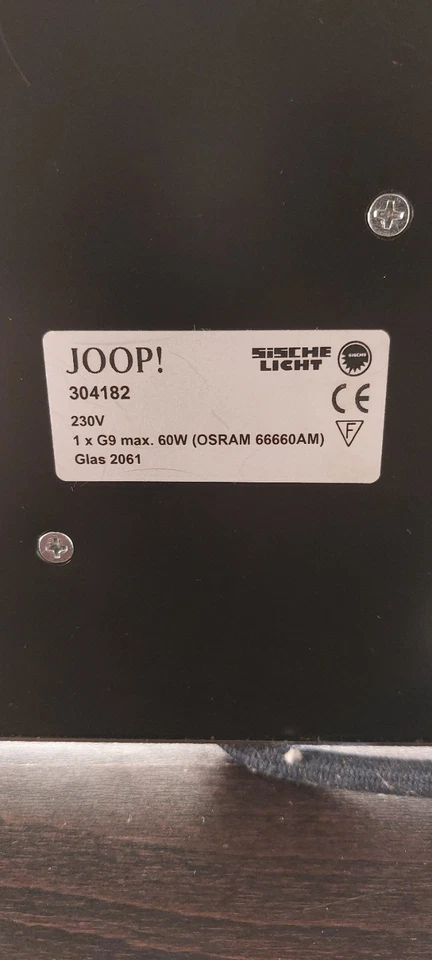 JOOP!
SISCHE
LICHT
SISCHE
304182
CE
230V
1 x G9 max. 60W (OSRAM 66660AM)
F
Glas 2061